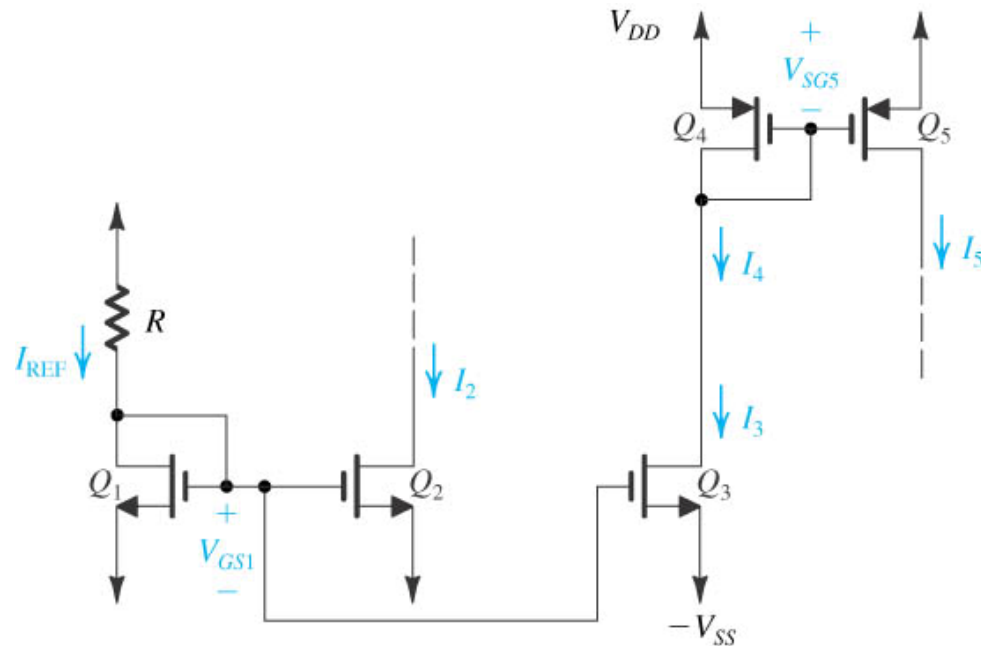 V_DD
+
V_SG5
−
Q_4
Q_5
I_4
I_5
R
I_REF
I_2
I_3
Q_1
Q_2
Q_3
+
V_GS1
−
−V_SS